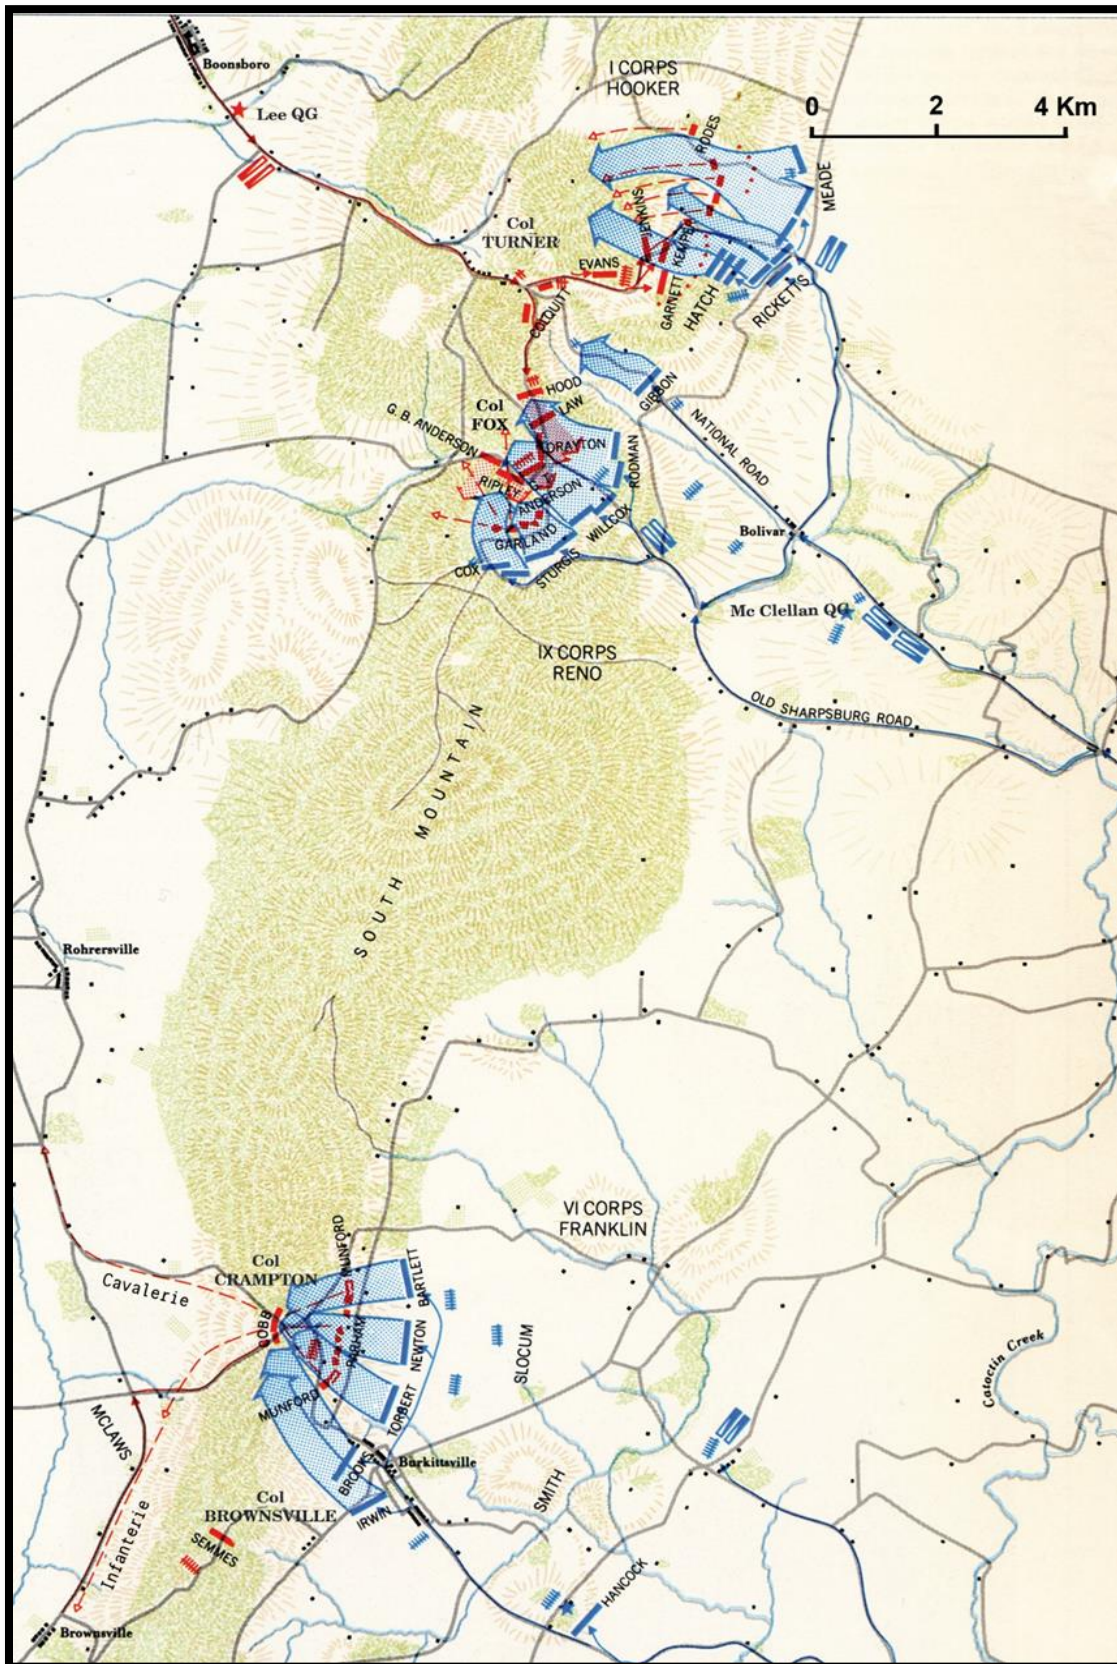 Boonsboro
Lee QG
I CORPS
HOOKER
0 2 4 Km
RODES
MEADE
JENKINS
KEMPER
Col
TURNER
EVANS
GARNETT
HATCH
RICKETTS
COLQUITT
GIBBON
HOOD
LAW
Col
FOX
G. B. ANDERSON
DRAYTON
RODMAN
NATIONAL ROAD
RIPLEY
G. T.
ANDERSON
WILLCOX
GARLAND
Bolivar
COX
STURGIS
Mc Clellan QG
IX CORPS
RENO
OLD SHARPSBURG ROAD
SOUTH MOUNTAIN
Rohrersville
VI CORPS
FRANKLIN
Col
CRAMPTON
MUNFORD
BARTLETT
Cavalerie
COBB
PARHAM
NEWTON
SLOCUM
Catoctin Creek
MUNFORD
TORBERT
MCLAWS
Burkittsville
BROOKS
SMITH
Col
BROWNSVILLE
IRWIN
Infanterie
SEMMES
HANCOCK
Brownsville